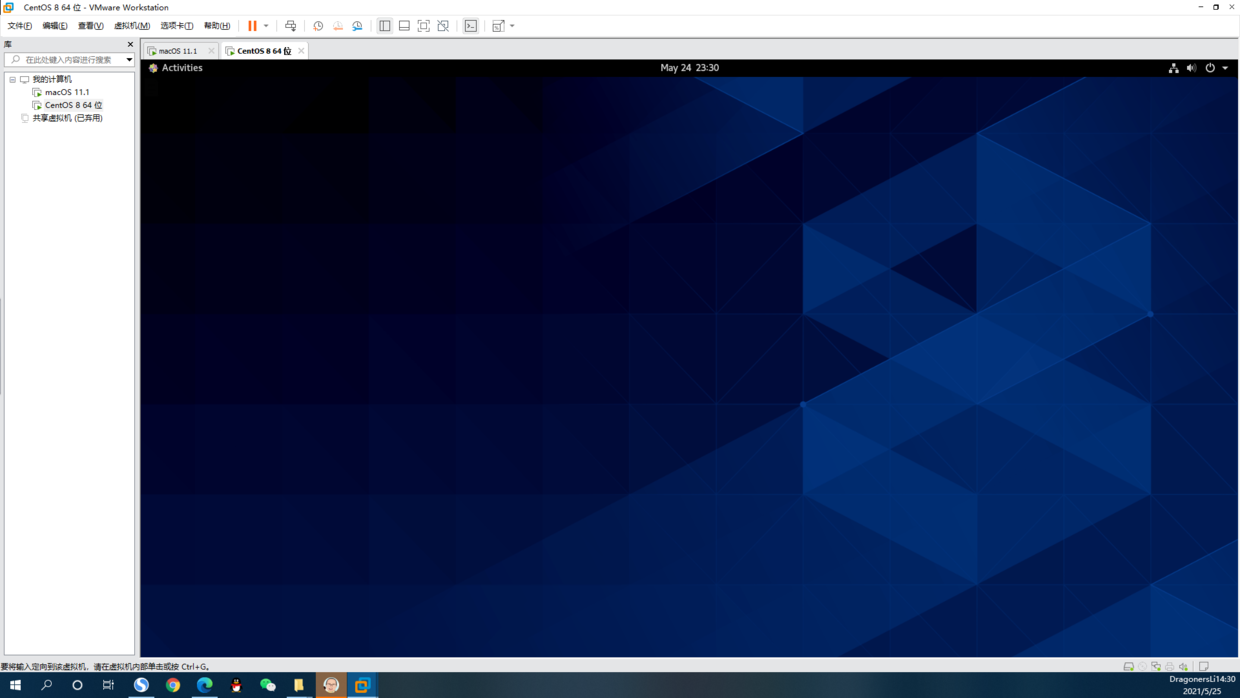 CentOS 8 64 位 - VMware Workstation
文件(F) 编辑(E) 查看(V) 虚拟机(M) 选项卡(T) 帮助(H)
库
在此处键入内容进行搜索
我的计算机
macOS 11.1
CentOS 8 64 位
共享虚拟机 (已弃用)
macOS 11.1 CentOS 8 64 位
Activities May 24 23:30
要将输入定向到该虚拟机，请在虚拟机内部单击或按 Ctrl+G。
DragonersLi14:30
2021/5/25